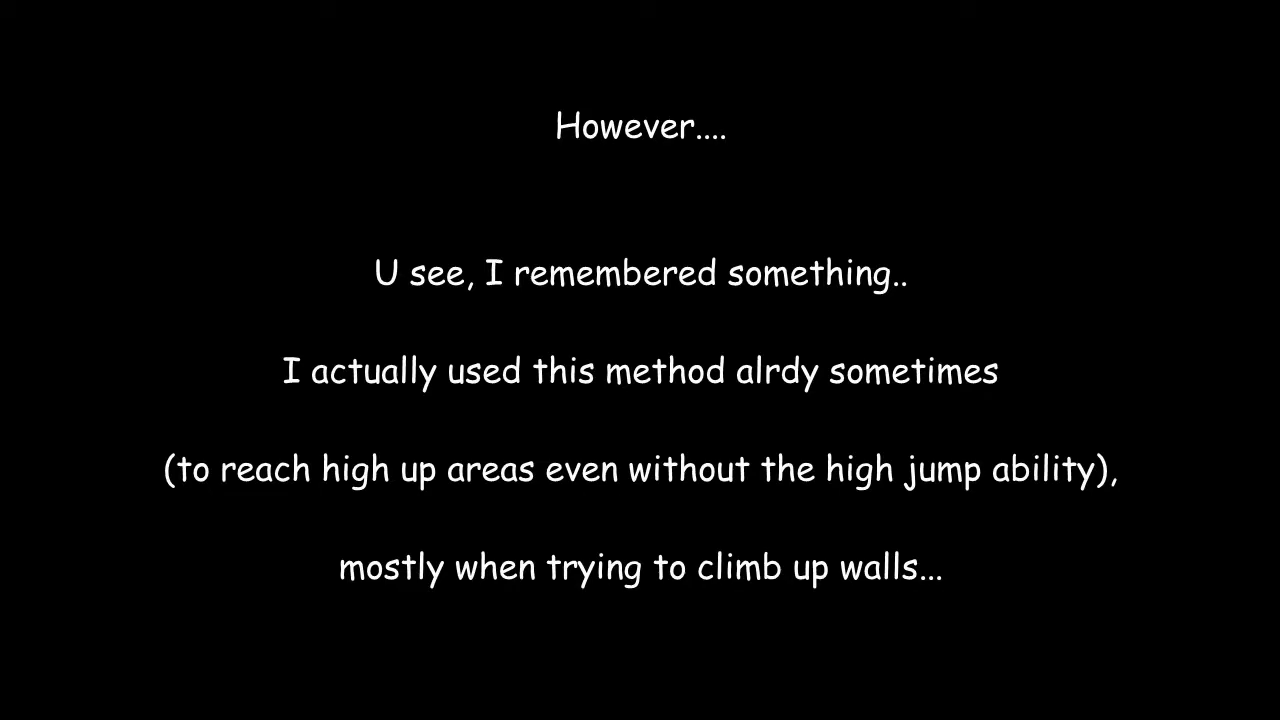 However....
U see, I remembered something..
I actually used this method alrdy sometimes
(to reach high up areas even without the high jump ability),
mostly when trying to climb up walls...